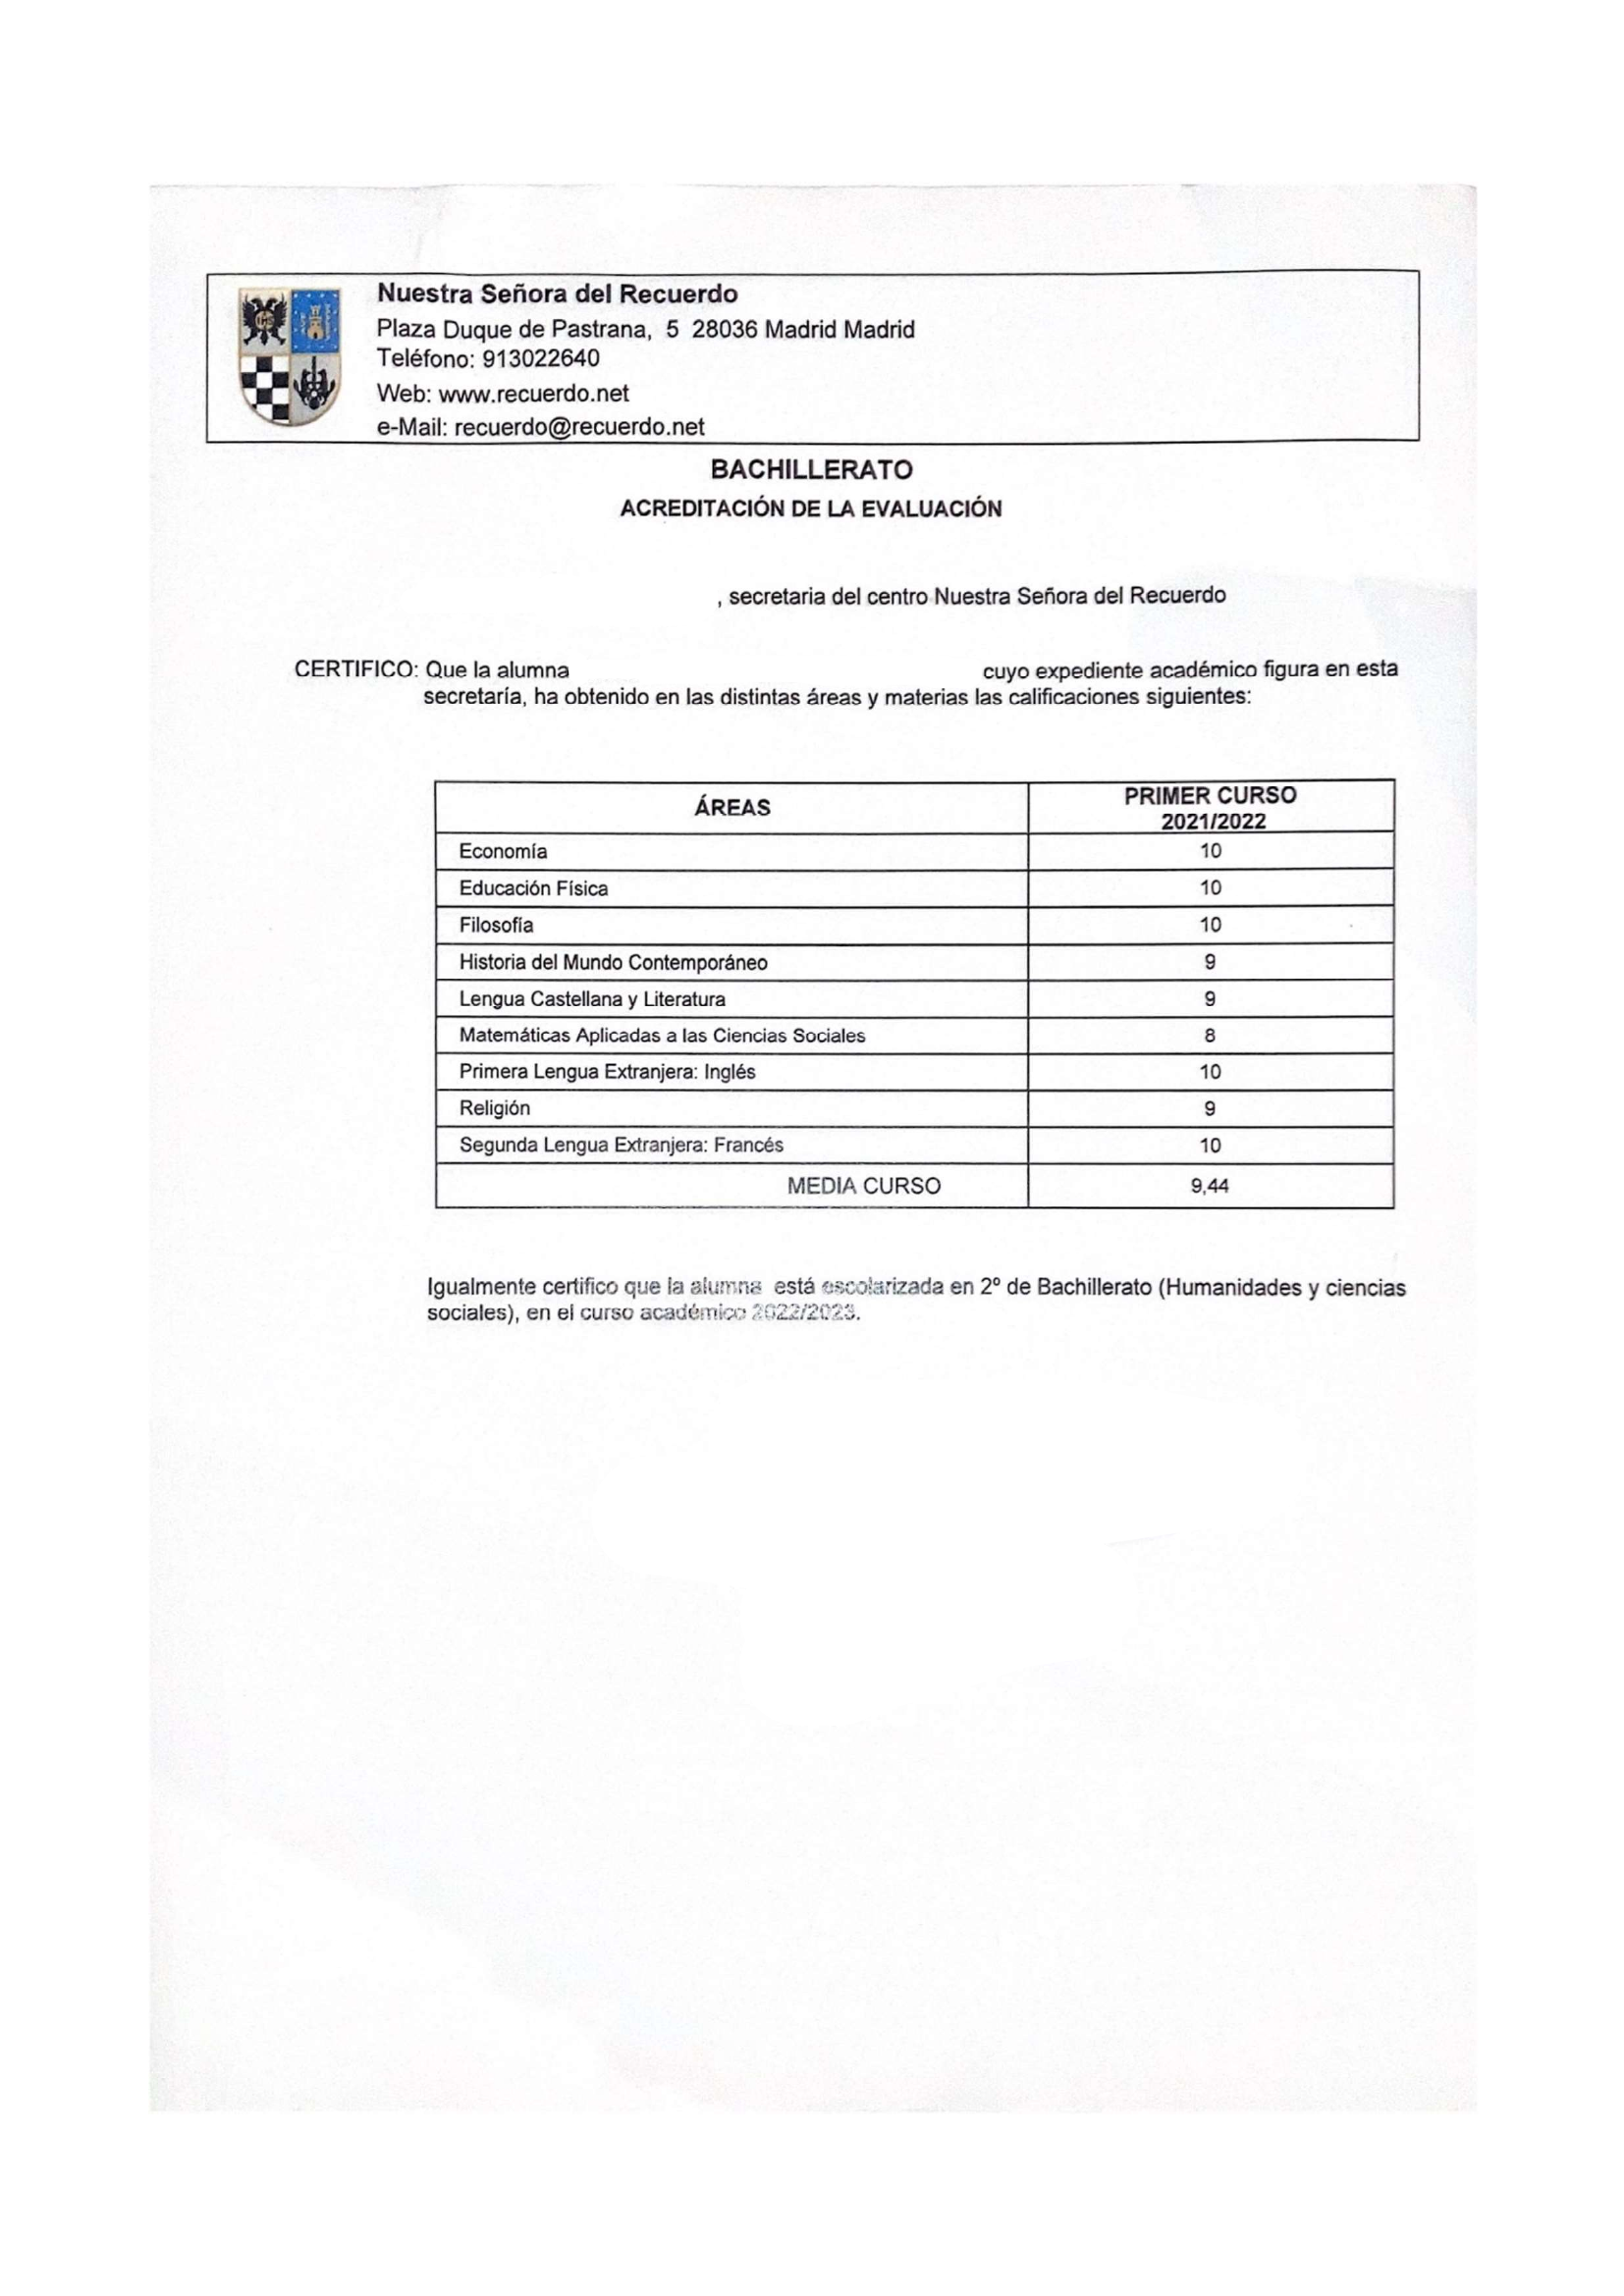 Nuestra Señora del Recuerdo
Plaza Duque de Pastrana, 5 28036 Madrid Madrid
Teléfono: 913022640
Web: www.recuerdo.net
e-Mail: recuerdo@recuerdo.net
BACHILLERATO
ACREDITACIÓN DE LA EVALUACIÓN
, secretaria del centro Nuestra Señora del Recuerdo
CERTIFICO: Que la alumna cuyo expediente académico figura en esta
secretaría, ha obtenido en las distintas áreas y materias las calificaciones siguientes:
ÁREAS PRIMER CURSO
2021/2022
Economía 10
Educación Física 10
Filosofía 10
Historia del Mundo Contemporáneo 9
Lengua Castellana y Literatura 9
Matemáticas Aplicadas a las Ciencias Sociales 8
Primera Lengua Extranjera: Inglés 10
Religión 9
Segunda Lengua Extranjera: Francés 10
MEDIA CURSO 9,44
Igualmente certifico que la alumna está escolarizada en 2º de Bachillerato (Humanidades y ciencias
sociales), en el curso académico 2022/2023.